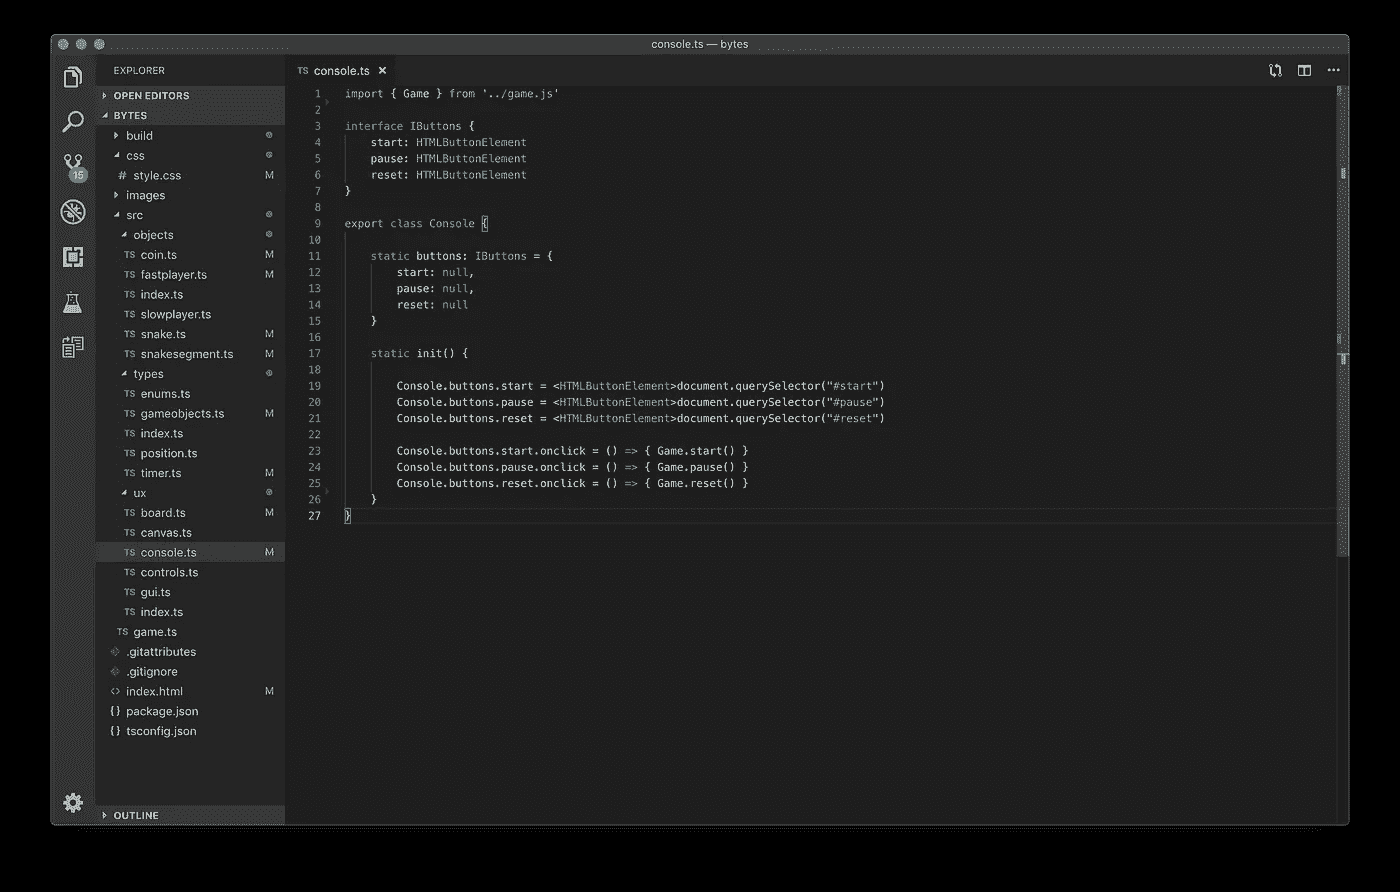 console.ts — bytes
EXPLORER
OPEN EDITORS
BYTES
build
css
# style.css M
images
src
objects
TS coin.ts M
TS fastplayer.ts M
TS index.ts
TS slowplayer.ts
TS snake.ts M
TS snakesegment.ts M
types
TS enums.ts
TS gameobjects.ts M
TS index.ts
TS position.ts
TS timer.ts M
ux
TS board.ts M
TS canvas.ts
TS console.ts M
TS controls.ts
TS gui.ts
TS index.ts
TS game.ts
.gitattributes
.gitignore
<> index.html M
{} package.json
{} tsconfig.json
OUTLINE
15
TS console.ts ×
1 import { Game } from '../game.js'
2
3 interface IButtons {
4 start: HTMLButtonElement
5 pause: HTMLButtonElement
6 reset: HTMLButtonElement
7 }
8
9 export class Console {
10
11 static buttons: IButtons = {
12 start: null,
13 pause: null,
14 reset: null
15 }
16
17 static init() {
18
19 Console.buttons.start = <HTMLButtonElement>document.querySelector("#start")
20 Console.buttons.pause = <HTMLButtonElement>document.querySelector("#pause")
21 Console.buttons.reset = <HTMLButtonElement>document.querySelector("#reset")
22
23 Console.buttons.start.onclick = () => { Game.start() }
24 Console.buttons.pause.onclick = () => { Game.pause() }
25 Console.buttons.reset.onclick = () => { Game.reset() }
26 }
27 }